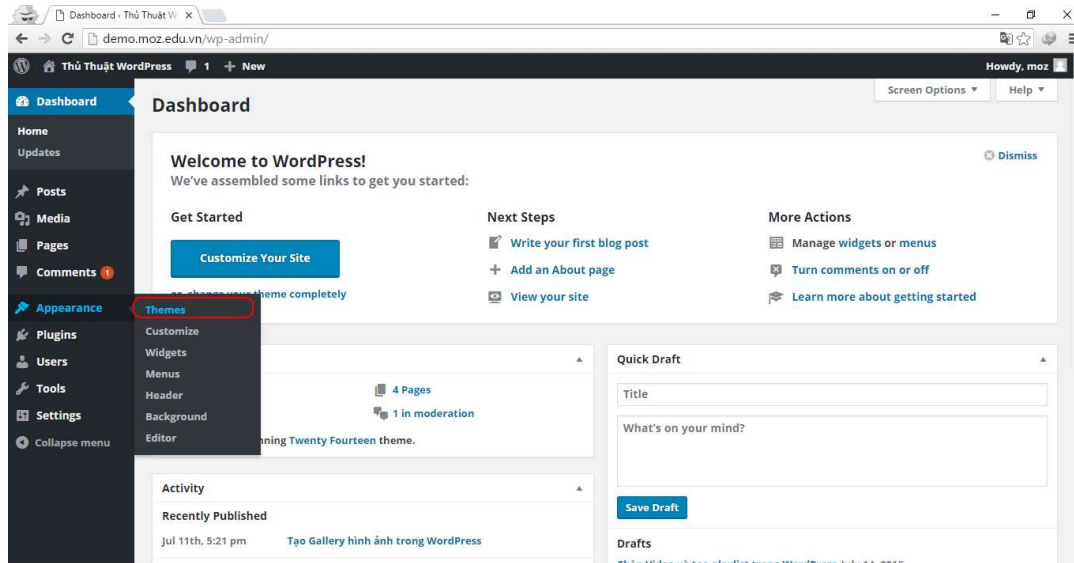 Dashboard ‹ Thủ Thuật W
demo.moz.edu.vn/wp-admin/
Thủ Thuật WordPress 1 + New Howdy, moz
Screen Options ▼ Help ▼
Dashboard
Home
Updates
Posts
Media
Pages
Comments 1
Appearance
Plugins
Users
Tools
Settings
Collapse menu
Themes
Customize
Widgets
Menus
Header
Background
Editor
Dashboard
Welcome to WordPress!
We've assembled some links to get you started:
Dismiss
Get Started
Customize Your Site
or, change your theme completely
Next Steps
Write your first blog post
Add an About page
View your site
More Actions
Manage widgets or menus
Turn comments on or off
Learn more about getting started
4 Pages
1 in moderation
Twenty Fourteen theme.
Activity
Recently Published
Jul 11th, 5:21 pm Tạo Gallery hình ảnh trong WordPress
Quick Draft
Title
What's on your mind?
Save Draft
Drafts